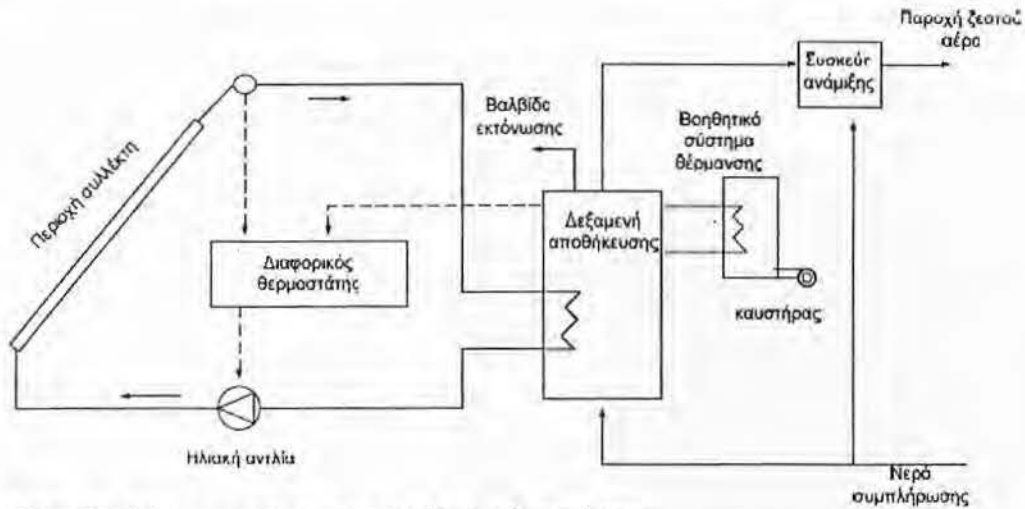 Παροχή ζεστού
αέρα
Συσκεύη
ανάμιξης
Βαλβίδα
εκτόνωσης
Βοηθητικό
σύστημα
θέρμανσης
Περιοχή συλλέκτη
Δεξαμενή
αποθήκευσης
Διαφορικός
θερμοστάτης
καυστήρας
Ηλιακή αντλία
Νερό
συμπλήρωσης